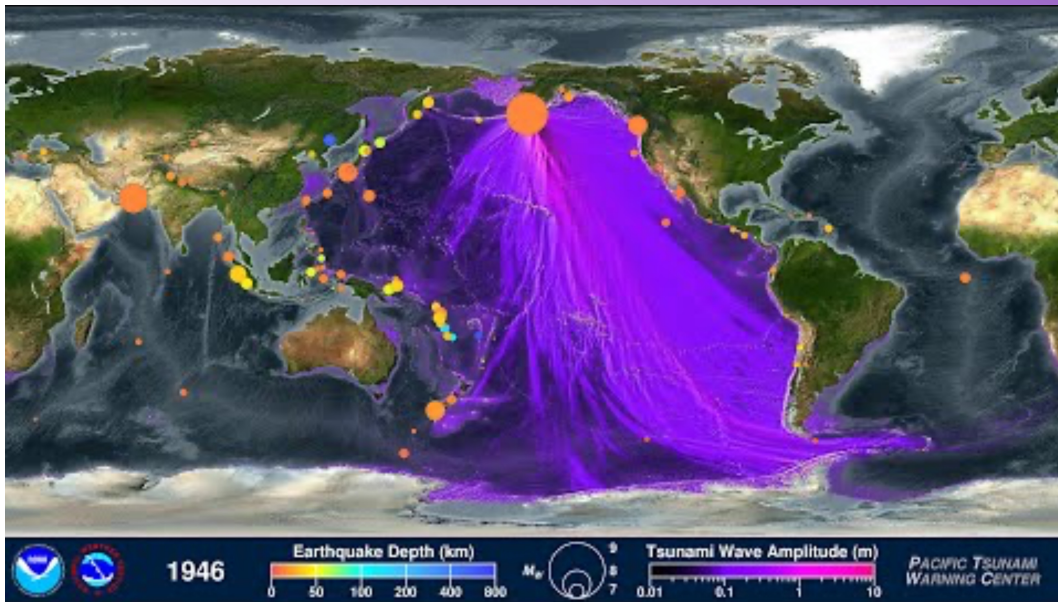 1946
Earthquake Depth (km)
0 50 100 200 400 800
Mw
9
8
7
Tsunami Wave Amplitude (m)
0.01 0.1 1 10
PACIFIC TSUNAMI
WARNING CENTER